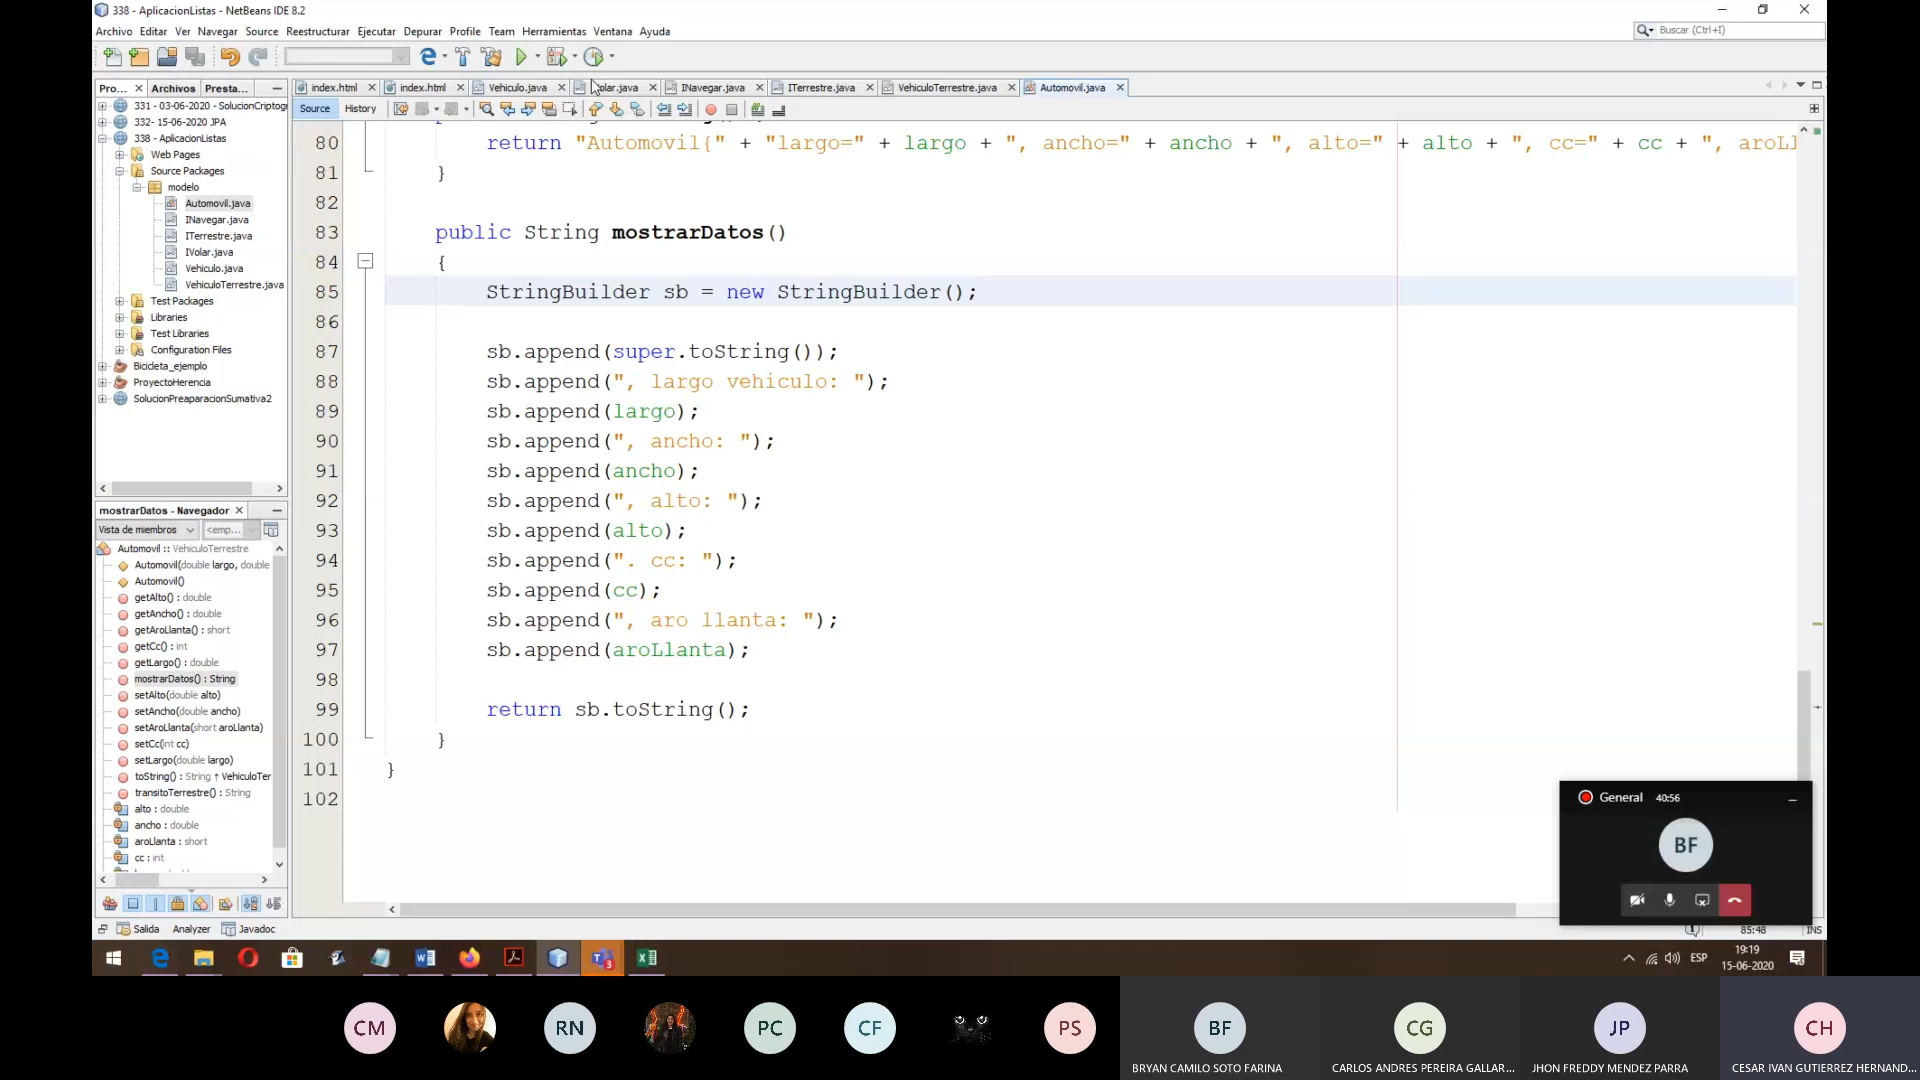 338 - AplicacionListas - NetBeans IDE 8.2
Archivo Editar Ver Navegar Source Reestructurar Ejecutar Depurar Profile Team Herramientas Ventana Ayuda
Buscar (Ctrl+I)
Pro... Archivos Presta...
index.html index.html Vehiculo.java INavegar.java ITerrestre.java VehiculoTerrestre.java Automovil.java
Source History
331 - 03-06-2020 - SolucionCriptogr
332- 15-06-2020 JPA
338 - AplicacionListas
Web Pages
Source Packages
modelo
Automovil.java
INavegar.java
ITerrestre.java
IVolar.java
Vehiculo.java
VehiculoTerrestre.java
Test Packages
Libraries
Test Libraries
Configuration Files
Bicicleta_ejemplo
ProyectoHerencia
SolucionPreaparacionSumativa2
80 return "Automovil{" + "largo=" + largo + ", ancho=" + ancho + ", alto=" + alto + ", cc=" + cc + ", aroLl
81 }
82
83 public String mostrarDatos()
84 {
85 StringBuilder sb = new StringBuilder();
86
87 sb.append(super.toString());
88 sb.append(", largo vehiculo: ");
89 sb.append(largo);
90 sb.append(", ancho: ");
91 sb.append(ancho);
92 sb.append(", alto: ");
93 sb.append(alto);
94 sb.append(". cc: ");
95 sb.append(cc);
96 sb.append(", aro llanta: ");
97 sb.append(aroLlanta);
98
99 return sb.toString();
100 }
101 }
102
mostrarDatos - Navegador
Vista de miembros <emp...
Automovil :: VehiculoTerrestre
Automovil(double largo, double
Automovil()
getAlto() : double
getAncho() : double
getAroLlanta() : short
getCc() : int
getLargo() : double
mostrarDatos() : String
setAlto(double alto)
setAncho(double ancho)
setAroLlanta(short aroLlanta)
setCc(int cc)
setLargo(double largo)
toString() : String ↑ VehiculoTer
transitoTerrestre() : String
alto : double
ancho : double
aroLlanta : short
cc : int
Salida Analyzer Javadoc
General 40:56
BF
85:48 INS
ESP
19:19
15-06-2020
CM RN PC CF PS BF CG JP CH
BRYAN CAMILO SOTO FARINA CARLOS ANDRES PEREIRA GALLAR... JHON FREDDY MENDEZ PARRA CESAR IVAN GUTIERREZ HERNAND...